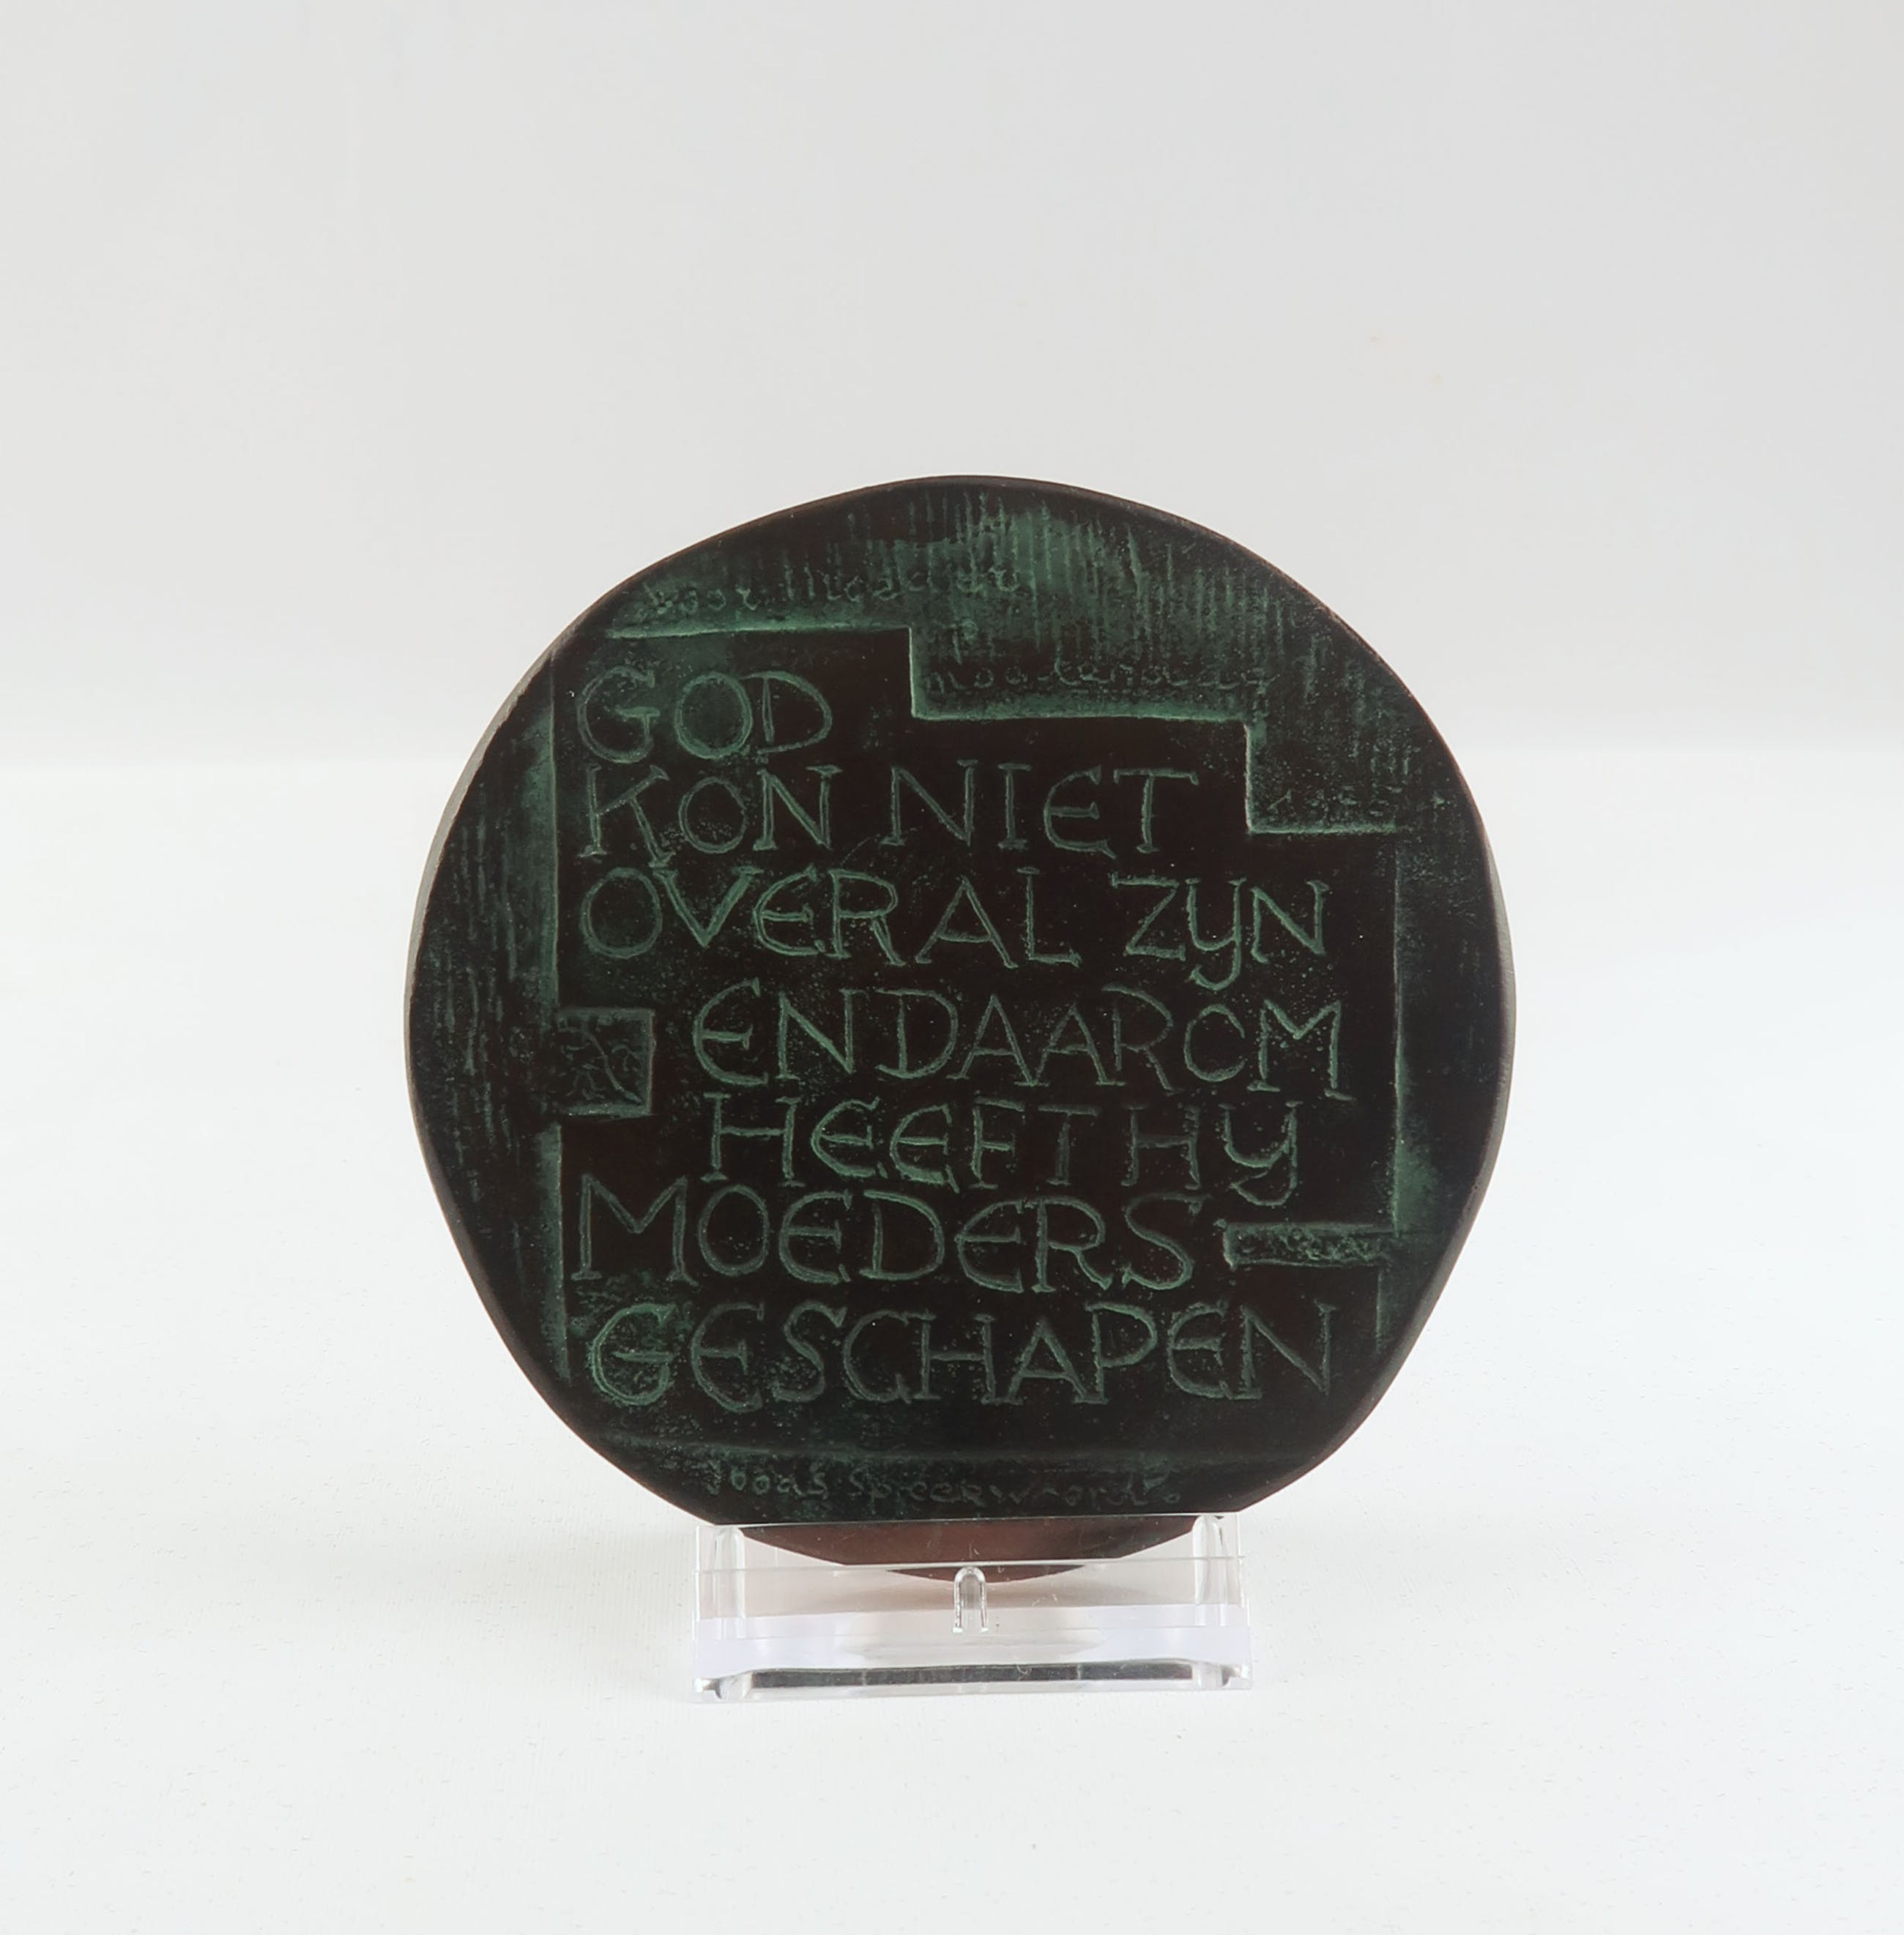 GOD
KON NIET
OVERAL ZYN
EN DAAROM
HEEFT HY
MOEDERS
GESCHAPEN